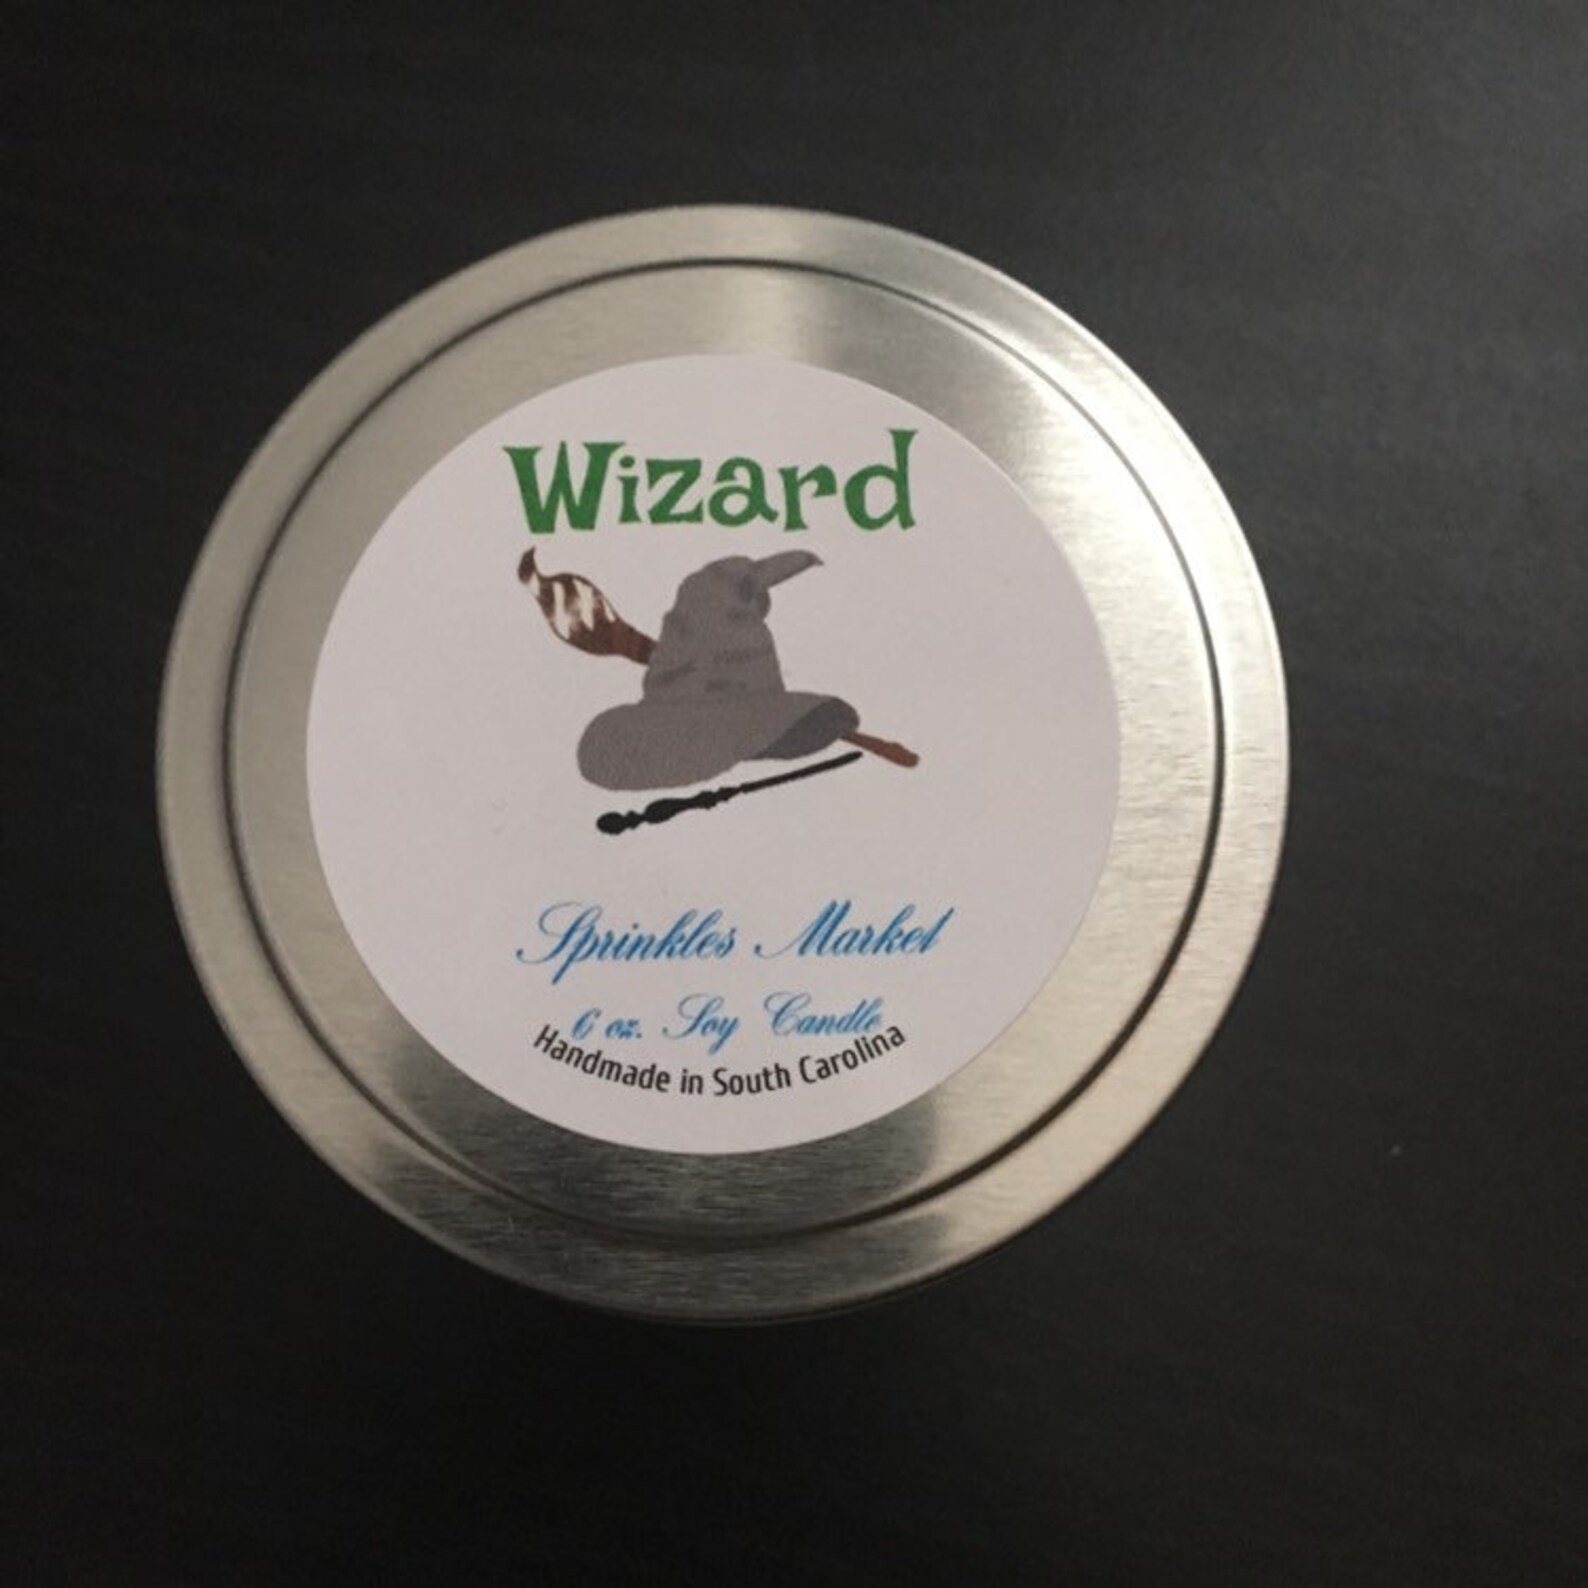 Wizard
Sprinkles Market
6 oz. Soy Candle
Handmade in South Carolina